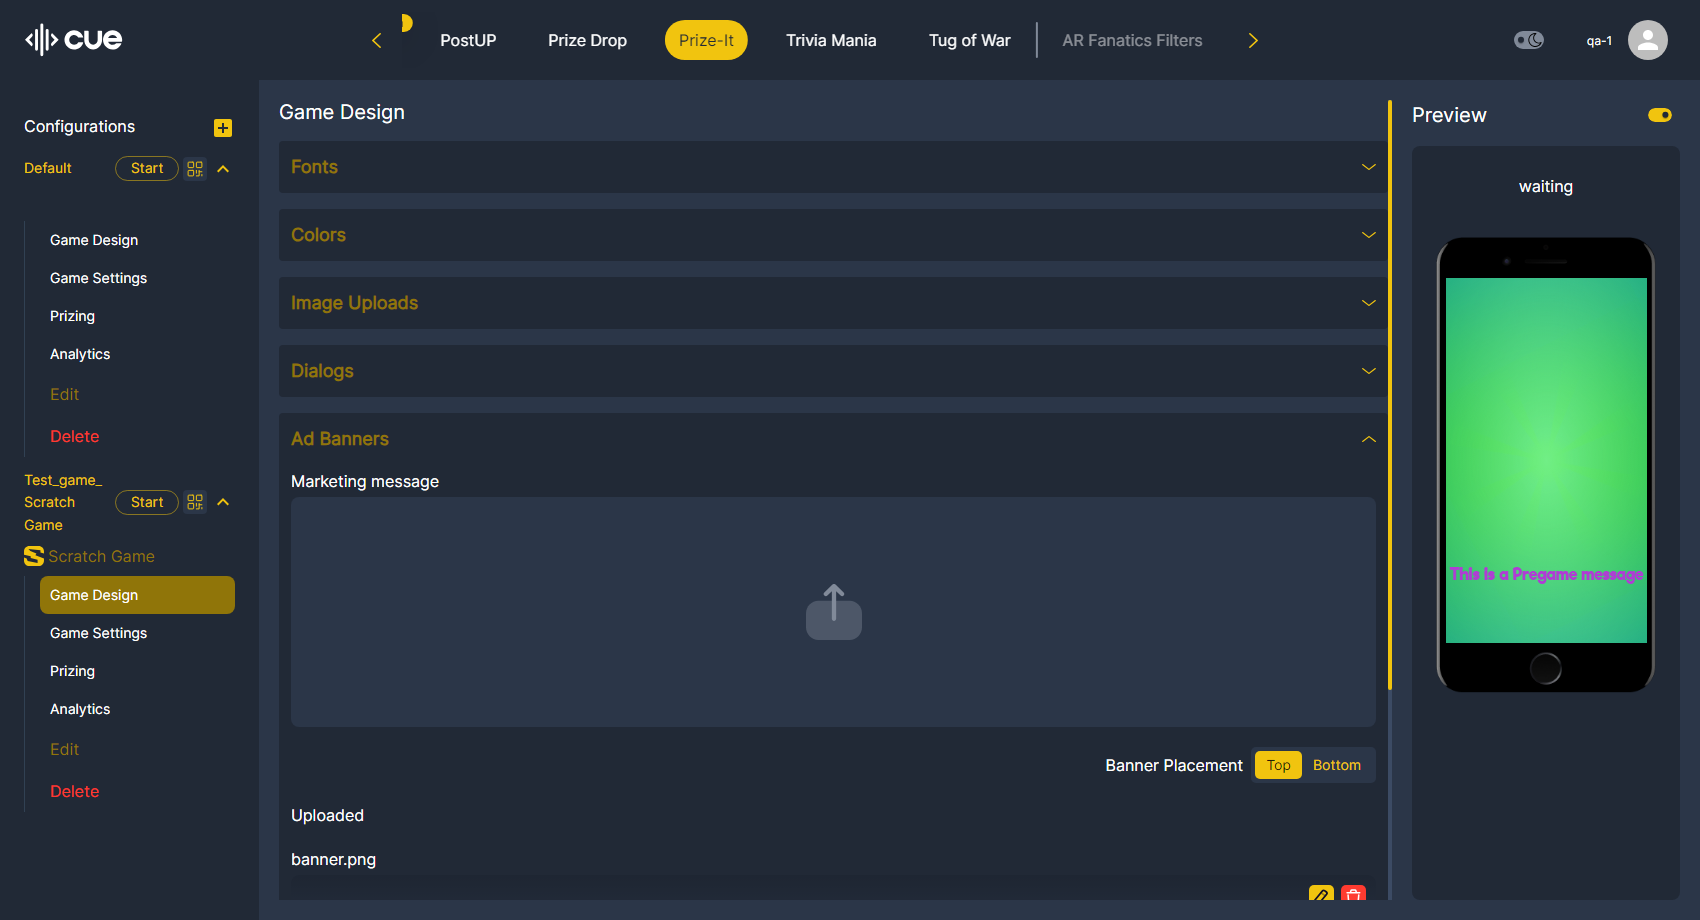 cue
PostUP
Prize Drop
Prize-It
Trivia Mania
Tug of War
AR Fanatics Filters
qa-1
Configurations
Default
Start
Game Design
Game Settings
Prizing
Analytics
Edit
Delete
Test_game_
Scratch
Game
Start
Scratch Game
Game Design
Game Settings
Prizing
Analytics
Edit
Delete
Game Design
Fonts
Colors
Image Uploads
Dialogs
Ad Banners
Marketing message
Banner Placement
Top
Bottom
Uploaded
banner.png
Preview
waiting
This is a Pregame message